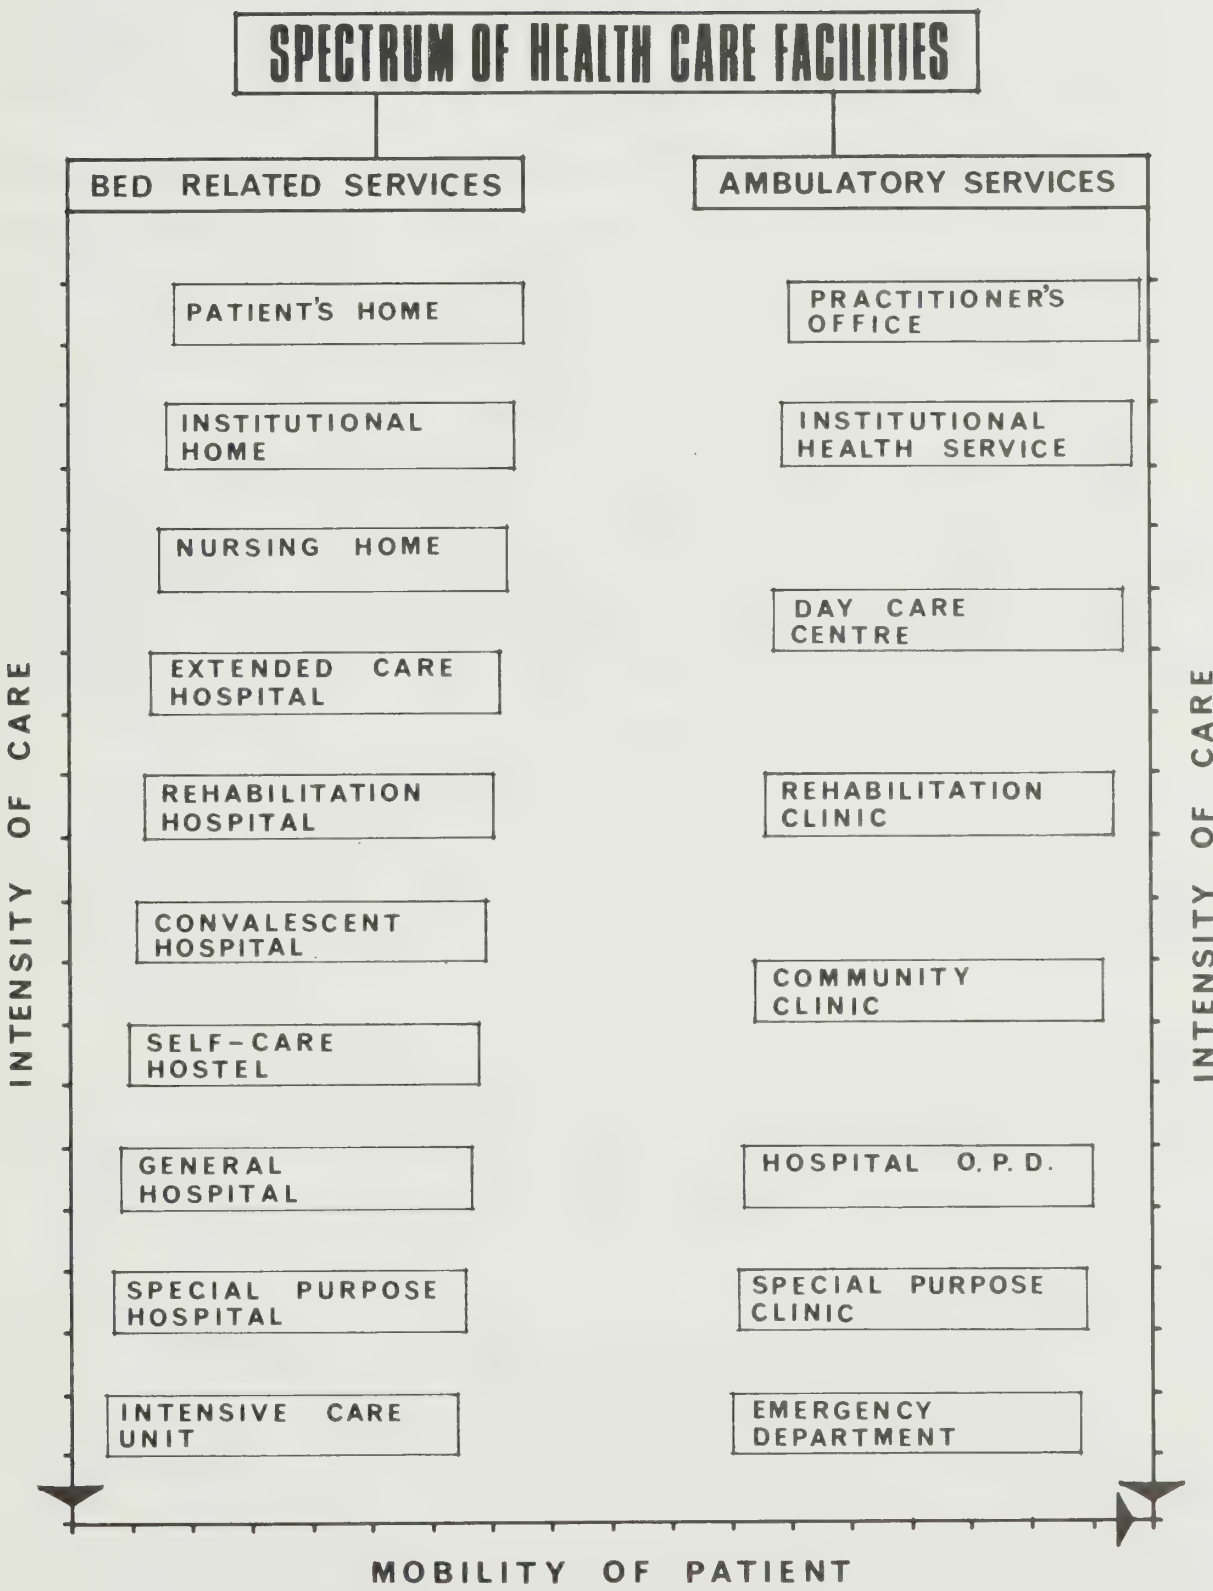 SPECTRUM OF HEALTH CARE FACILITIES
BED RELATED SERVICES
PATIENT'S HOME
INSTITUTIONAL
HOME
NURSING HOME
EXTENDED CARE
HOSPITAL
REHABILITATION
HOSPITAL
CONVALESCENT
HOSPITAL
SELF-CARE
HOSTEL
GENERAL
HOSPITAL
SPECIAL PURPOSE
HOSPITAL
INTENSIVE CARE
UNIT
AMBULATORY SERVICES
PRACTITIONER'S
OFFICE
INSTITUTIONAL
HEALTH SERVICE
DAY CARE
CENTRE
REHABILITATION
CLINIC
COMMUNITY
CLINIC
HOSPITAL O.P.D.
SPECIAL PURPOSE
CLINIC
EMERGENCY
DEPARTMENT
INTENSITY OF CARE
INTENSITY OF CARE
MOBILITY OF PATIENT